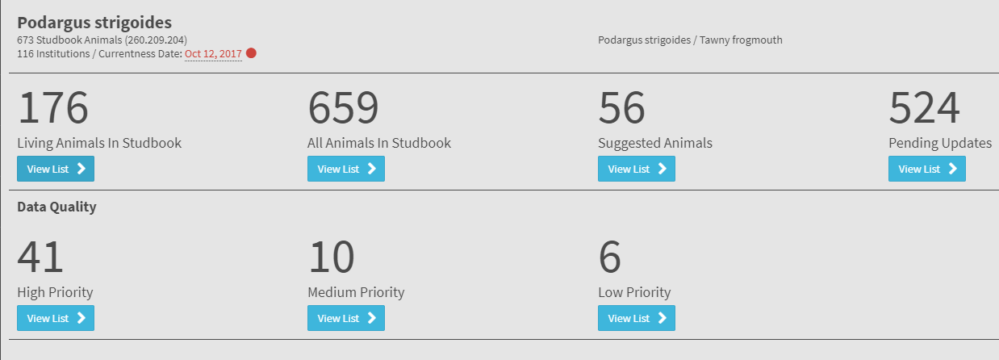 Podargus strigoides
673 Studbook Animals (260.209.204)
Podargus strigoides / Tawny frogmouth
116 Institutions / Currentness Date: Oct 12, 2017
176
659
56
524
Living Animals In Studbook
All Animals In Studbook
Suggested Animals
Pending Updates
View List
View List
View List
View List
Data Quality
41
10
6
High Priority
Medium Priority
Low Priority
View List
View List
View List